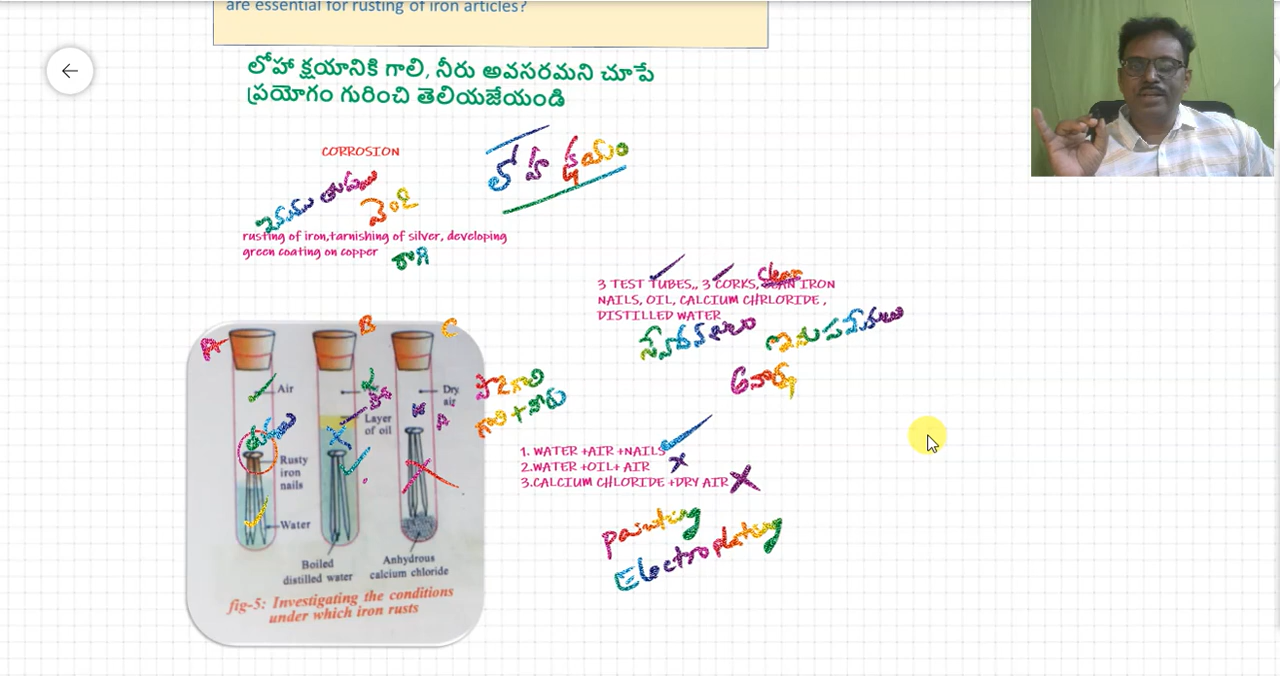 are essential for rusting of iron articles?
లోహా క్షయానికి గాలి, నీరు అవసరమని చూపే
ప్రయోగం గురించి తెలియజేయండి
CORROSION
లోహ క్షయం
ఇనుము తుప్పు
వెండి
rusting of iron,tarnishing of silver, developing
green coating on copper
రాగి
3 TEST TUBES,, 3 CORKS, IRON
clean
NAILS, OIL, CALCIUM CHRLORIDE ,
DISTILLED WATER
ఇనుప మేకులు
A
B
C
Air
Dry
air
Layer
of oil
Rusty
iron
nails
Water
Boiled
distilled water
Anhydrous
calcium chloride
fig-5: Investigating the conditions
under which iron rusts
పొడిగాలి
గాలి + నీరు
1. WATER +AIR +NAILS
2.WATER +OIL+ AIR
3.CALCIUM CHLORIDE +DRY AIR
painting
Electroplating